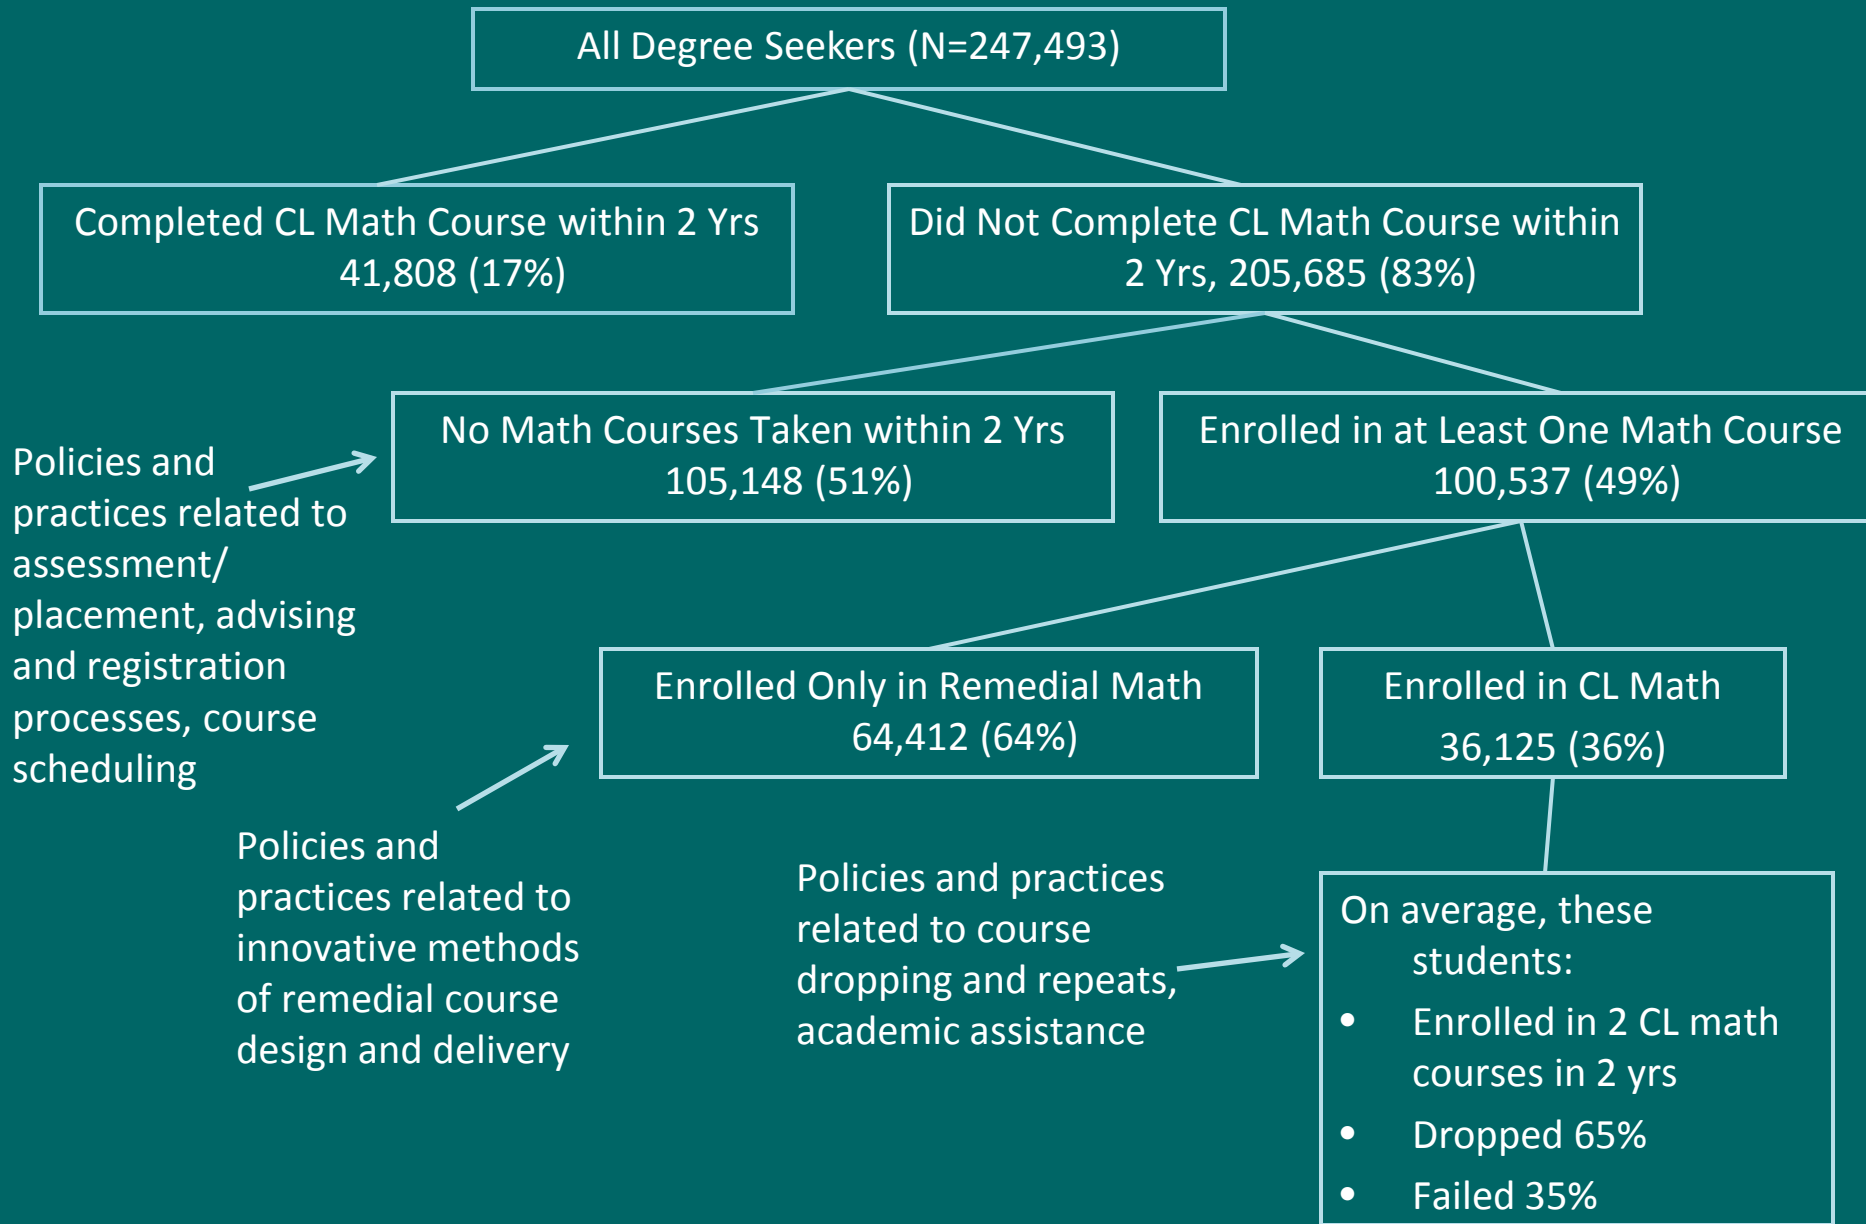 All Degree Seekers (N=247,493)
Completed CL Math Course within 2 Yrs
41,808 (17%)
Did Not Complete CL Math Course within
2 Yrs, 205,685 (83%)
No Math Courses Taken within 2 Yrs
105,148 (51%)
Enrolled in at Least One Math Course
100,537 (49%)
Policies and
practices related to
assessment/
placement, advising
and registration
processes, course
scheduling
Enrolled Only in Remedial Math
64,412 (64%)
Enrolled in CL Math
36,125 (36%)
Policies and
practices related to
innovative methods
of remedial course
design and delivery
Policies and practices
related to course
dropping and repeats,
academic assistance
On average, these
students:
• Enrolled in 2 CL math
courses in 2 yrs
• Dropped 65%
• Failed 35%